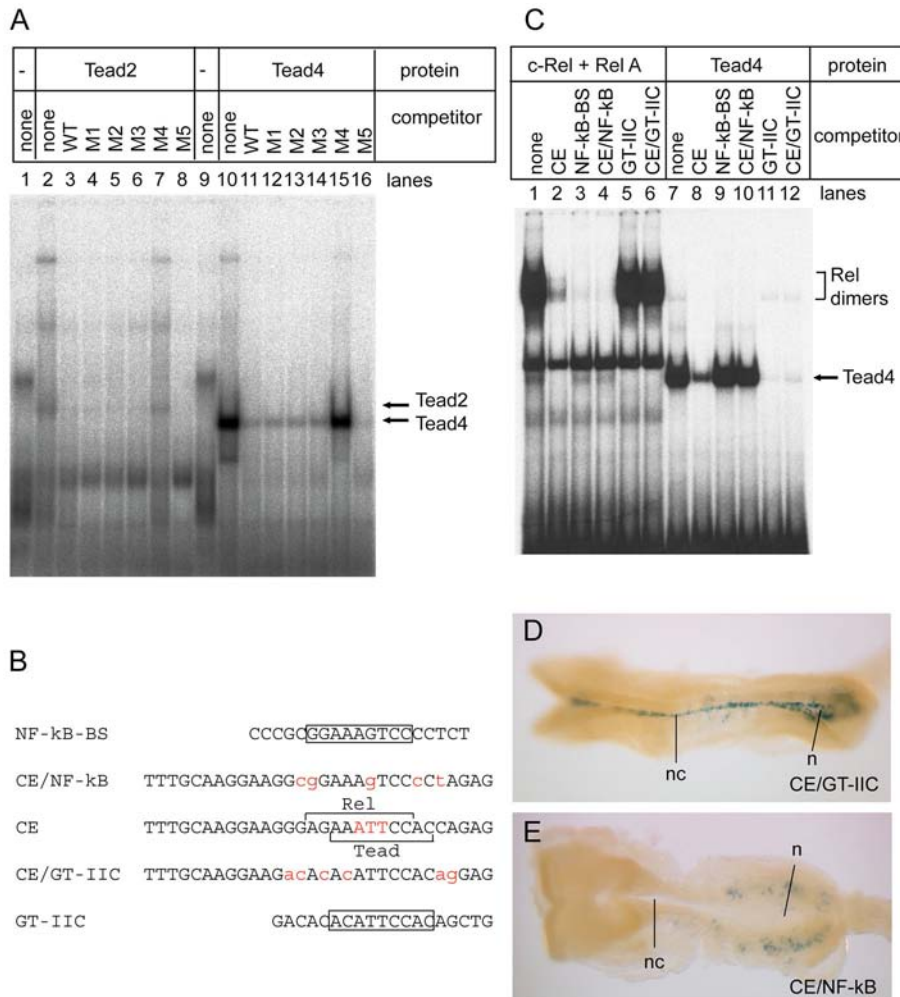 A
- Tead2 - Tead4 protein
none none WT M1 M2 M3 M4 M5 none none WT M1 M2 M3 M4 M5 competitor
1 2 3 4 5 6 7 8 9 10 11 12 13 14 15 16 lanes
Tead2
Tead4
C
c-Rel + Rel A Tead4 protein
none CE NF-kB-BS CE/NF-kB GT-IIC CE/GT-IIC none CE NF-kB-BS CE/NF-kB GT-IIC CE/GT-IIC competitor
1 2 3 4 5 6 7 8 9 10 11 12 lanes
Rel
dimers
Tead4
B
NF-kB-BS CCCGCGGAAAGTCCCCTCT
CE/NF-kB TTTGCAAGGAAGGcgGAAAgTCCcCtAGAG
Rel
CE TTTGCAAGGAAGGGAGAAATTCCACCAGAG
Tead
CE/GT-IIC TTTGCAAGGAAGacAcAcATTCCACagGAG
GT-IIC GACACACATTCCACAGCTG
D
nc
n
CE/GT-IIC
E
n
nc
CE/NF-kB